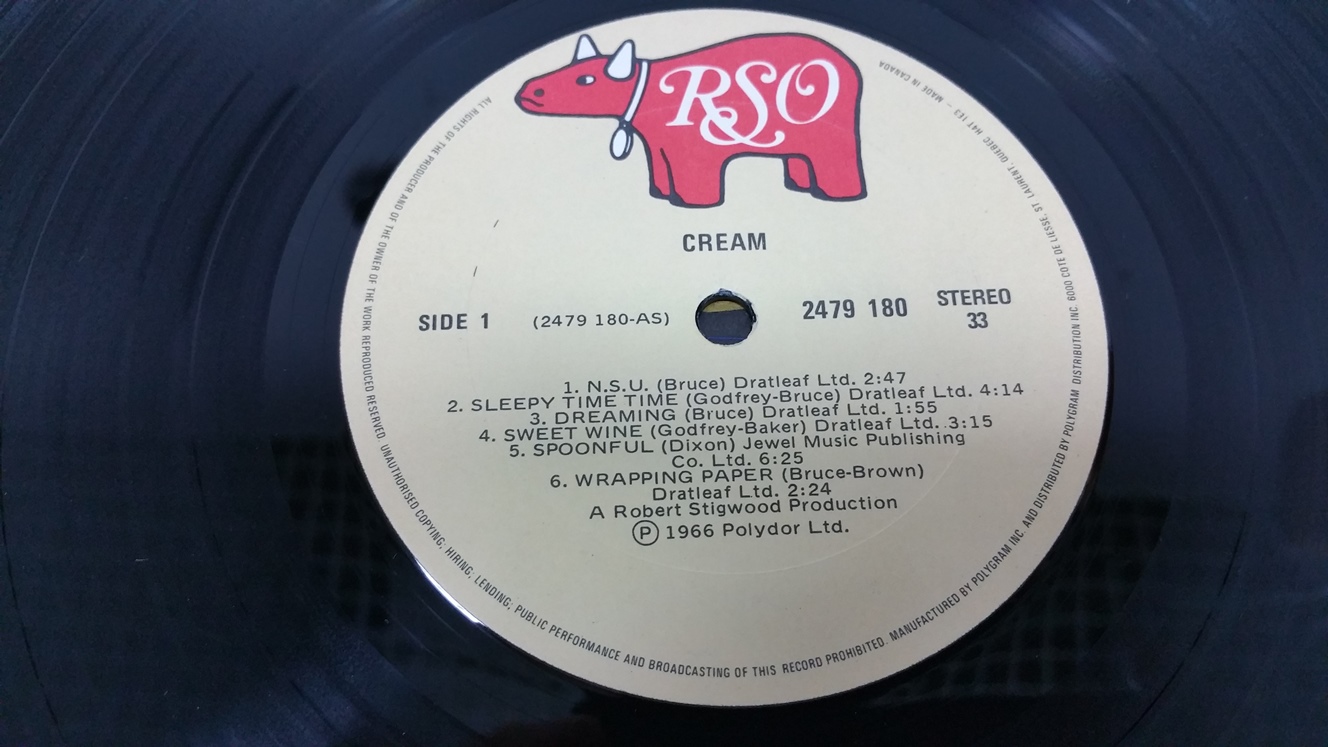 RSO
CREAM
SIDE 1 (2479 180-AS) 2479 180 STEREO
33
1. N.S.U. (Bruce) Dratleaf Ltd. 2:47
2. SLEEPY TIME TIME (Godfrey-Bruce) Dratleaf Ltd. 4:14
3. DREAMING (Bruce) Dratleaf Ltd. 1:55
4. SWEET WINE (Godfrey-Baker) Dratleaf Ltd. 3:15
5. SPOONFUL (Dixon) Jewel Music Publishing
Co. Ltd. 6:25
6. WRAPPING PAPER (Bruce-Brown)
Dratleaf Ltd. 2:24
A Robert Stigwood Production
Ⓟ 1966 Polydor Ltd.
ALL RIGHTS OF THE PRODUCER AND OF THE OWNER OF THE WORK REPRODUCED RESERVED. UNAUTHORISED COPYING; HIRING; LENDING; PUBLIC PERFORMANCE AND BROADCASTING OF THIS RECORD PROHIBITED. MANUFACTURED BY POLYGRAM INC. AND DISTRIBUTED BY POLYGRAM DISTRIBUTION INC. 6000 COTE DE LIESSE, ST LAURENT, QUEBEC H4T 1E3 – MADE IN CANADA